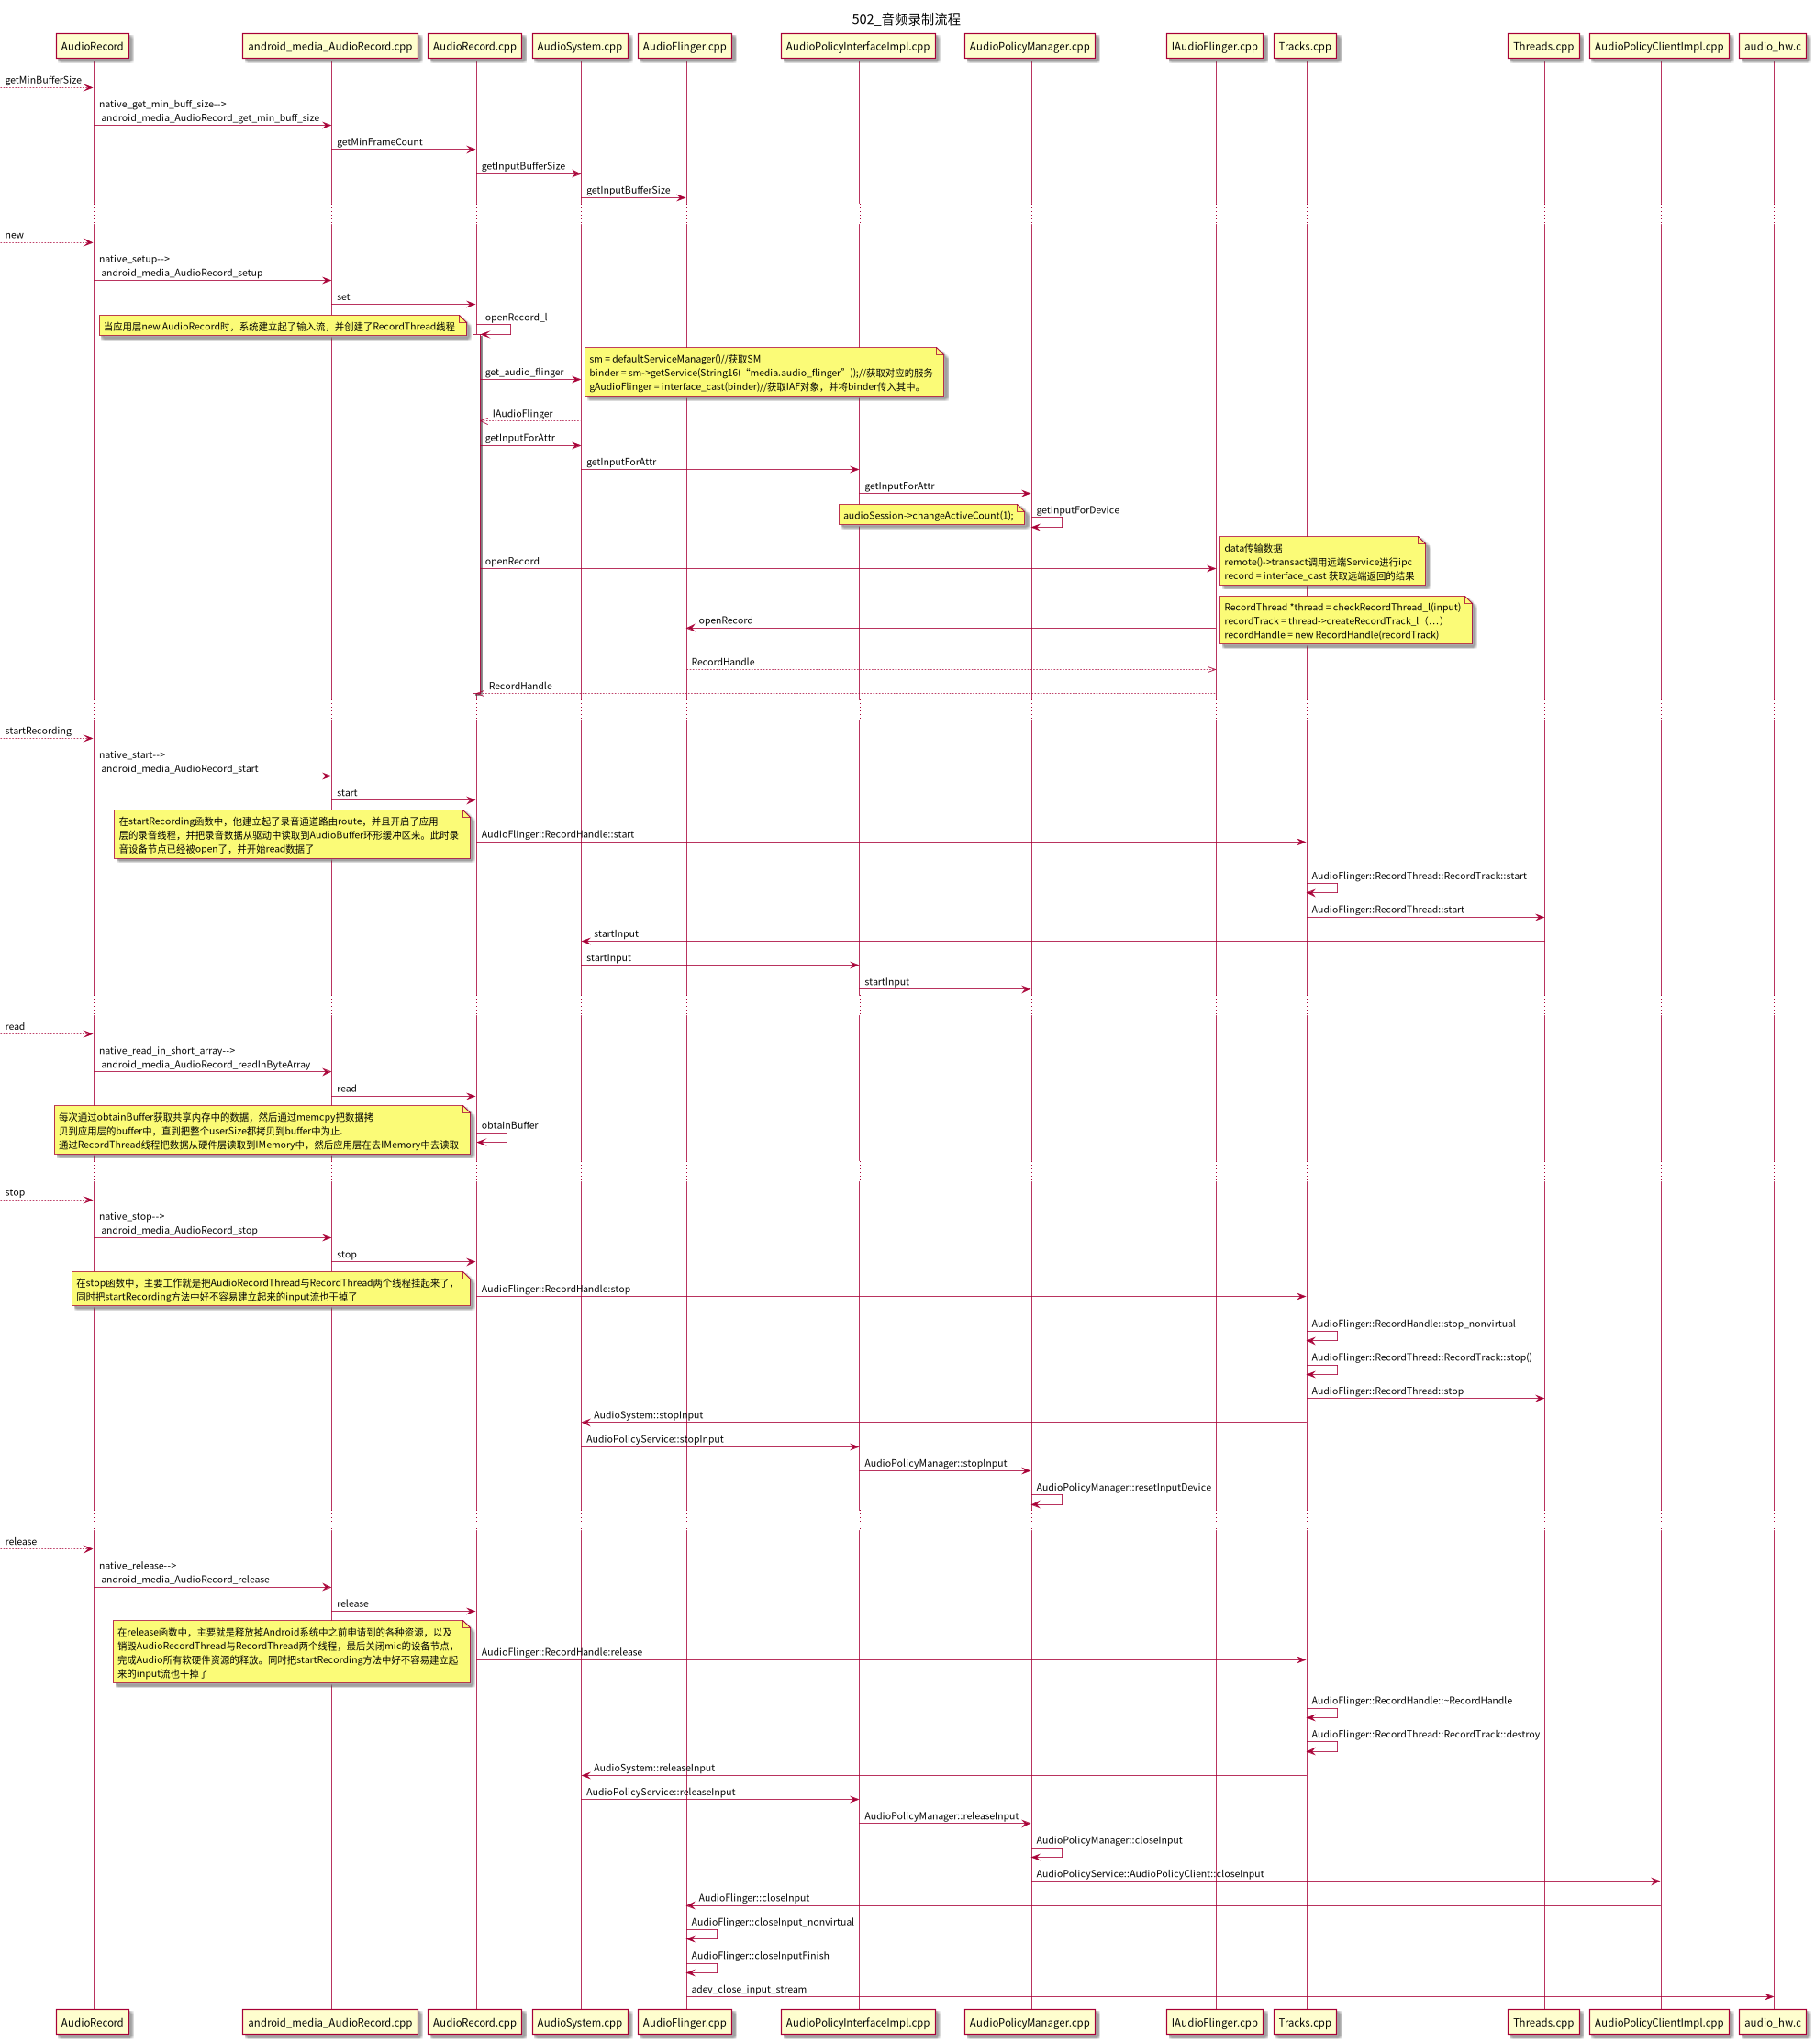 502_音频录制流程
AudioRecord
android_media_AudioRecord.cpp
AudioRecord.cpp
AudioSystem.cpp
AudioFlinger.cpp
AudioPolicyInterfaceImpl.cpp
AudioPolicyManager.cpp
IAudioFlinger.cpp
Tracks.cpp
Threads.cpp
AudioPolicyClientImpl.cpp
audio_hw.c
getMinBufferSize
native_get_min_buff_size-->
android_media_AudioRecord_get_min_buff_size
getMinFrameCount
getInputBufferSize
getInputBufferSize
new
native_setup-->
android_media_AudioRecord_setup
set
当应用层new AudioRecord时，系统建立起了输入流，并创建了RecordThread线程
openRecord_l
get_audio_flinger
sm = defaultServiceManager()//获取SM
binder = sm->getService(String16(“media.audio_flinger”));//获取对应的服务
gAudioFlinger = interface_cast(binder)//获取IAF对象，并将binder传入其中。
IAudioFlinger
getInputForAttr
getInputForAttr
getInputForAttr
audioSession->changeActiveCount(1);
getInputForDevice
openRecord
data传输数据
remote()->transact调用远端Service进行ipc
record = interface_cast 获取远端返回的结果
openRecord
RecordThread *thread = checkRecordThread_l(input)
recordTrack = thread->createRecordTrack_l（…）
recordHandle = new RecordHandle(recordTrack)
RecordHandle
RecordHandle
startRecording
native_start-->
android_media_AudioRecord_start
start
在startRecording函数中，他建立起了录音通道路由route，并且开启了应用
层的录音线程，并把录音数据从驱动中读取到AudioBuffer环形缓冲区来。此时录
音设备节点已经被open了，并开始read数据了
AudioFlinger::RecordHandle::start
AudioFlinger::RecordThread::RecordTrack::start
AudioFlinger::RecordThread::start
startInput
startInput
startInput
read
native_read_in_short_array-->
android_media_AudioRecord_readInByteArray
read
每次通过obtainBuffer获取共享内存中的数据，然后通过memcpy把数据拷
贝到应用层的buffer中，直到把整个userSize都拷贝到buffer中为止.
通过RecordThread线程把数据从硬件层读取到IMemory中，然后应用层在去IMemory中去读取
obtainBuffer
stop
native_stop-->
android_media_AudioRecord_stop
stop
在stop函数中，主要工作就是把AudioRecordThread与RecordThread两个线程挂起来了，
同时把startRecording方法中好不容易建立起来的input流也干掉了
AudioFlinger::RecordHandle:stop
AudioFlinger::RecordHandle::stop_nonvirtual
AudioFlinger::RecordThread::RecordTrack::stop()
AudioFlinger::RecordThread::stop
AudioSystem::stopInput
AudioPolicyService::stopInput
AudioPolicyManager::stopInput
AudioPolicyManager::resetInputDevice
release
native_release-->
android_media_AudioRecord_release
release
在release函数中，主要就是释放掉Android系统中之前申请到的各种资源，以及
销毁AudioRecordThread与RecordThread两个线程，最后关闭mic的设备节点，
完成Audio所有软硬件资源的释放。同时把startRecording方法中好不容易建立起
来的input流也干掉了
AudioFlinger::RecordHandle:release
AudioFlinger::RecordHandle::~RecordHandle
AudioFlinger::RecordThread::RecordTrack::destroy
AudioSystem::releaseInput
AudioPolicyService::releaseInput
AudioPolicyManager::releaseInput
AudioPolicyManager::closeInput
AudioPolicyService::AudioPolicyClient::closeInput
AudioFlinger::closeInput
AudioFlinger::closeInput_nonvirtual
AudioFlinger::closeInputFinish
adev_close_input_stream
AudioRecord
android_media_AudioRecord.cpp
AudioRecord.cpp
AudioSystem.cpp
AudioFlinger.cpp
AudioPolicyInterfaceImpl.cpp
AudioPolicyManager.cpp
IAudioFlinger.cpp
Tracks.cpp
Threads.cpp
AudioPolicyClientImpl.cpp
audio_hw.c